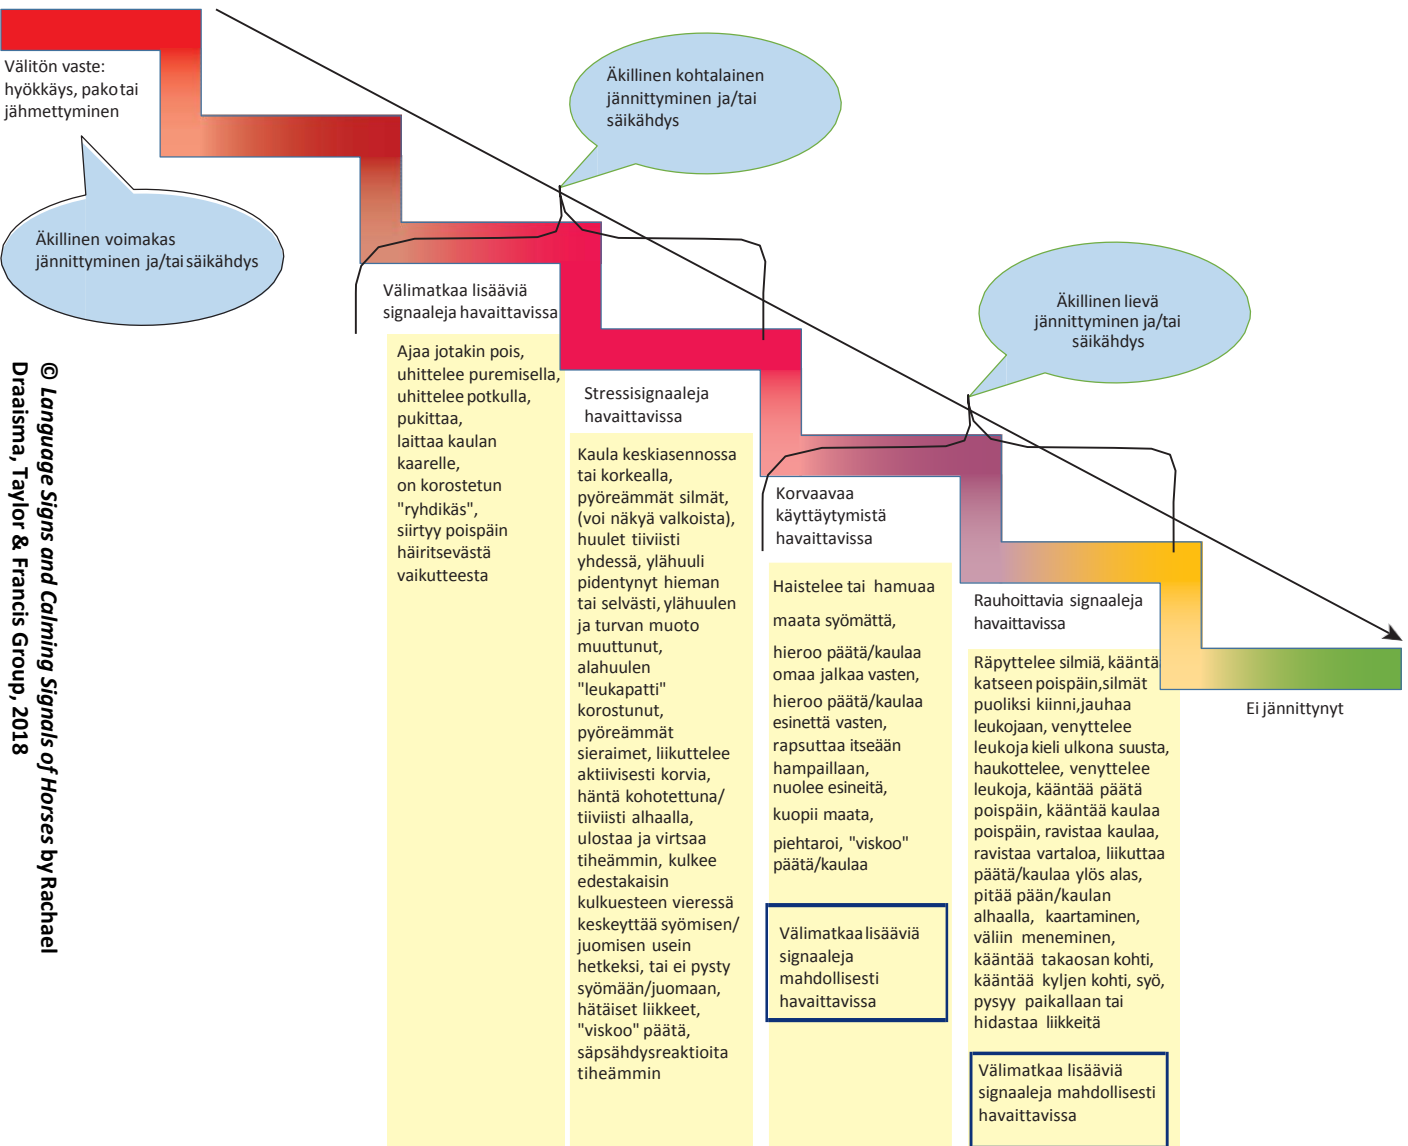 Välitön vaste:
hyökkäys, pako tai
jähmettyminen
Äkillinen voimakas
jännittyminen ja/tai säikähdys
Äkillinen kohtalainen
jännittyminen ja/tai
säikähdys
Äkillinen lievä
jännittyminen ja/tai
säikähdys
Välimatkaa lisääviä
signaaleja havaittavissa
Ajaa jotakin pois,
uhittelee puremisella,
uhittelee potkulla,
pukittaa,
laittaa kaulan
kaarelle,
on korostetun
"ryhdikäs",
siirtyy poispäin
häiritsevästä
vaikutteesta
Stressisignaaleja
havaittavissa
Kaula keskiasennossa
tai korkealla,
pyöreämmät silmät,
(voi näkyä valkoista),
huulet tiiviisti
yhdessä, ylähuuli
pidentynyt hieman
tai selvästi, ylähuulen
ja turvan muoto
muuttunut,
alahuulen
"leukapatti"
korostunut,
pyöreämmät
sieraimet, liikuttelee
aktiivisesti korvia,
häntä kohotettuna/
tiiviisti alhaalla,
ulostaa ja virtsaa
tiheämmin, kulkee
edestakaisin
kulkuesteen vieressä
keskeyttää syömisen/
juomisen usein
hetkeksi, tai ei pysty
syömään/juomaan,
hätäiset liikkeet,
"viskoo" päätä,
säpsähdysreaktioita
tiheämmin
Korvaavaa
käyttäytymistä
havaittavissa
Haistelee tai hamuaa
maata syömättä,
hieroo päätä/kaulaa
omaa jalkaa vasten,
hieroo päätä/kaulaa
esinettä vasten,
rapsuttaa itseään
hampaillaan,
nuolee esineitä,
kuopii maata,
piehtaroi, "viskoo"
päätä/kaulaa
Välimatkaa lisääviä
signaaleja
mahdollisesti
havaittavissa
Rauhoittavia signaaleja
havaittavissa
Räpyttelee silmiä, kääntä
katseen poispäin, silmät
puoliksi kiinni, jauhaa
leukojaan, venyttelee
leukoja kieli ulkona suusta,
haukottelee, venyttelee
leukoja, kääntää päätä
poispäin, kääntää kaulaa
poispäin, ravistaa kaulaa,
ravistaa vartaloa, liikuttaa
päätä/kaulaa ylös alas,
pitää pään/kaulan
alhaalla, kaartaminen,
väliin meneminen,
kääntää takaosan kohti,
kääntää kyljen kohti, syö,
pysyy paikallaan tai
hidastaa liikkeitä
Välimatkaa lisääviä
signaaleja mahdollisesti
havaittavissa
Ei jännittynyt
© Language Signs and Calming Signals of Horses by Rachael
Draaisma, Taylor & Francis Group, 2018